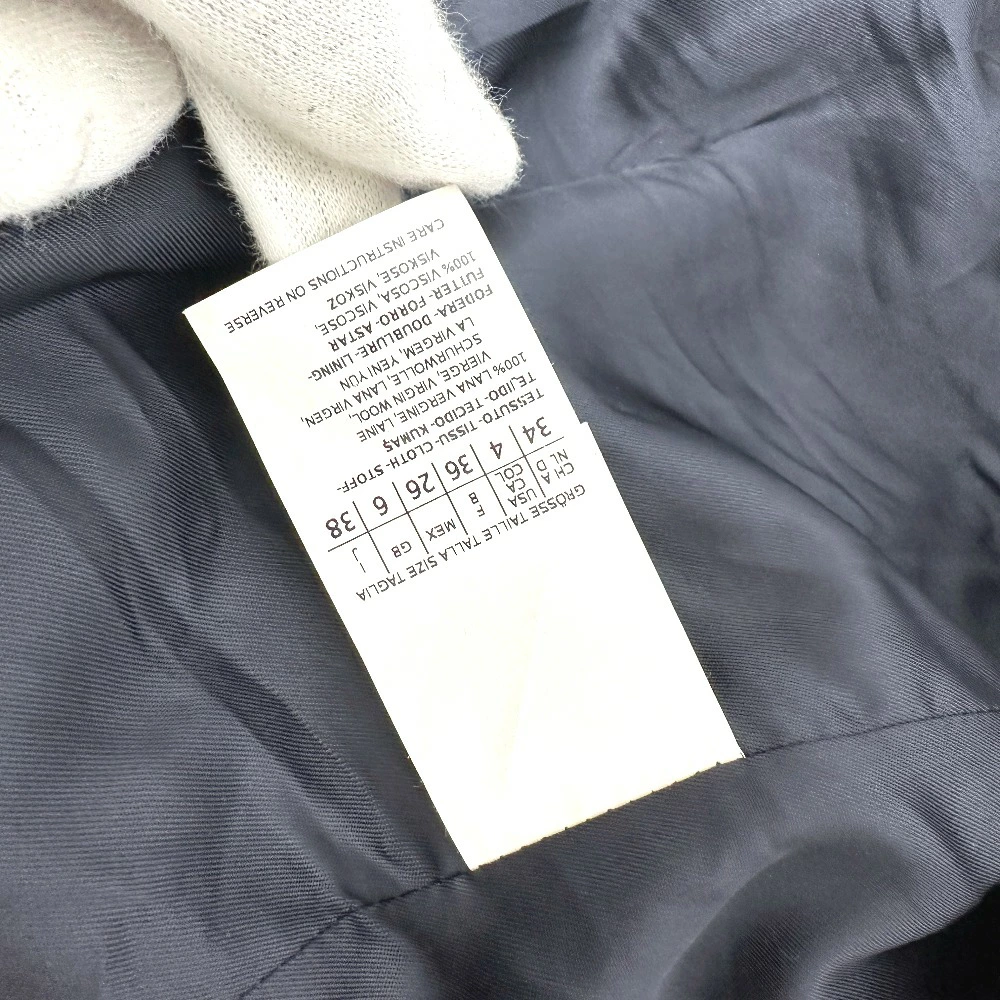 GRÖSSE TAILLE TALLA SIZE TAGLIA
CH A USA E MEX GB I
NL D CA COL F J
34 4 36 26 6 38
TESSUTO-TISSU-CLOTH-STOFF-
TEJIDO-TECIDO-KUMAŞ
100% LANA VERGINE, LAINE
VIERGE, VIRGIN WOOL,
SCHURWOLLE, LANA VIRGEN,
LA VIRGEM, YENI YUN
FODERA-DOUBLURE-LINING-
FUTTER-FORRO-ASTAR
100% VISCOSA, VISCOSE,
VISKOSE, VISKOZ
CARE INSTRUCTIONS ON REVERSE